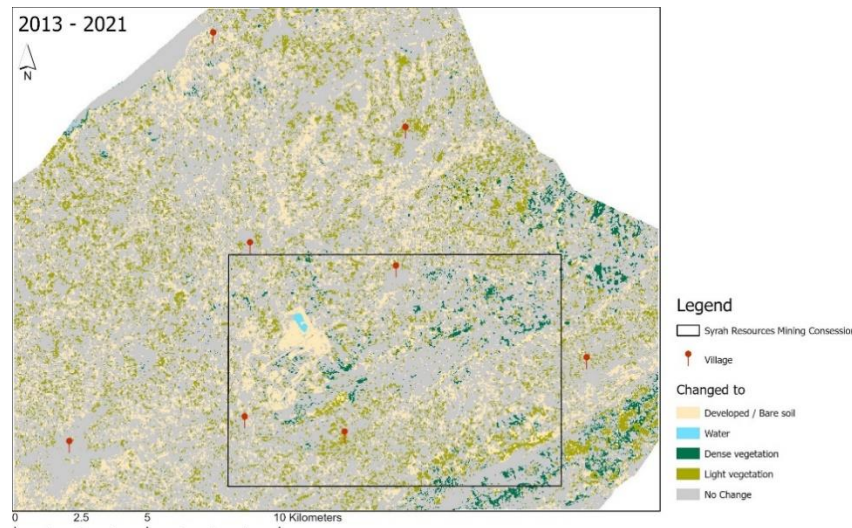 2013 - 2021
N
0 2.5 5 10 Kilometers
Legend
Syrah Resources Mining Consession
Village
Changed to
Developed / Bare soil
Water
Dense vegetation
Light vegetation
No Change